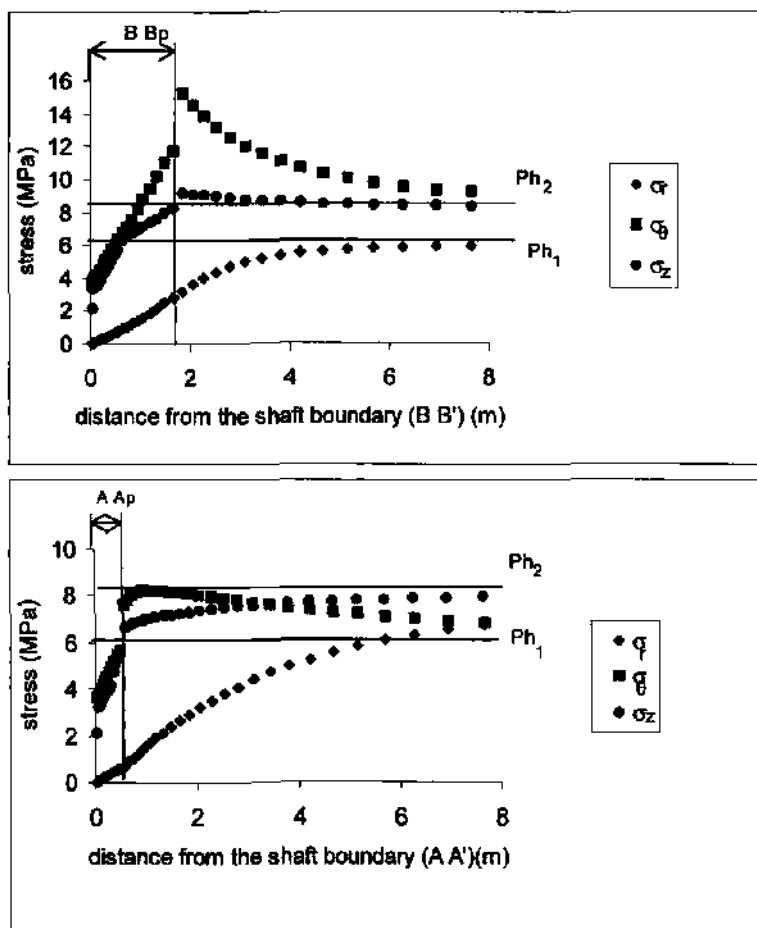 B Bp
16
14
12
10
8
6
4
2
0
stress (MPa)
Ph2
Ph1
0 2 4 6 8
distance from the shaft boundary (B B') (m)
σr
σθ
σz
A Ap
10
8
6
4
2
0
stress (MPa)
Ph2
Ph1
0 2 4 6 8
distance from the shaft boundary (A A')(m)
σr
σθ
σz